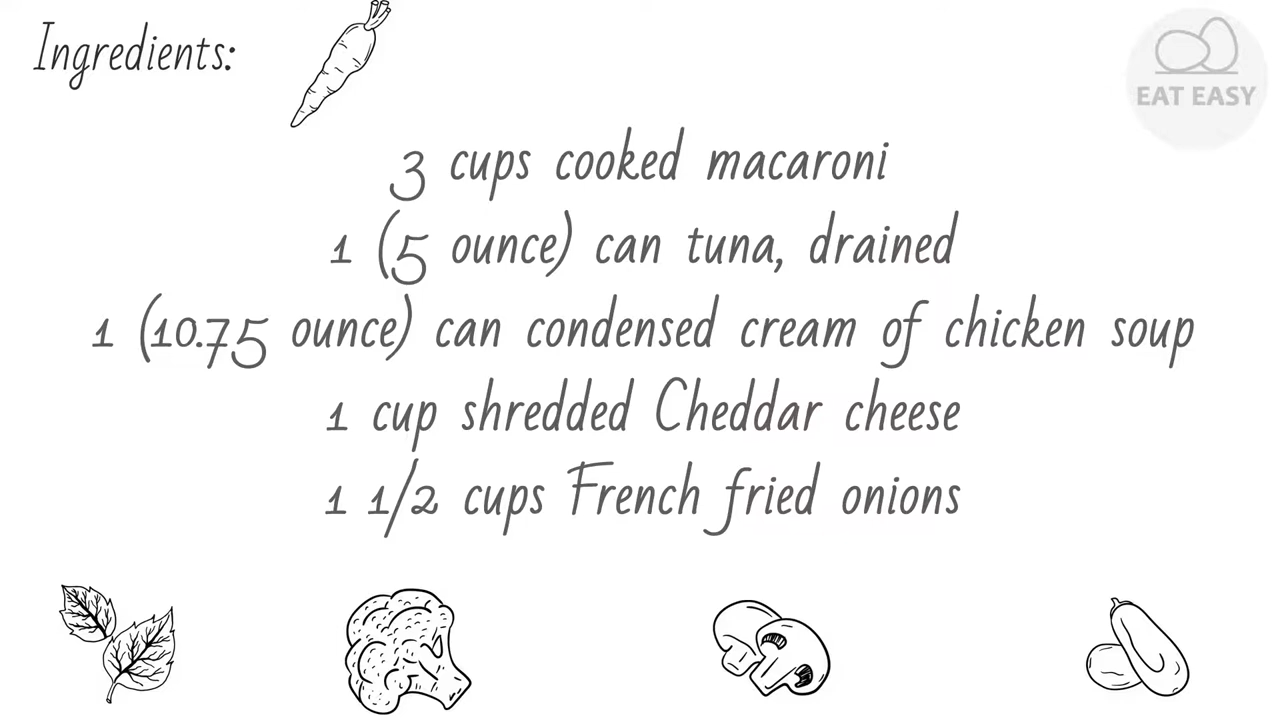 Ingredients:
EAT EASY
3 cups cooked macaroni
1 (5 ounce) can tuna, drained
1 (10.75 ounce) can condensed cream of chicken soup
1 cup shredded Cheddar cheese
1 1/2 cups French fried onions